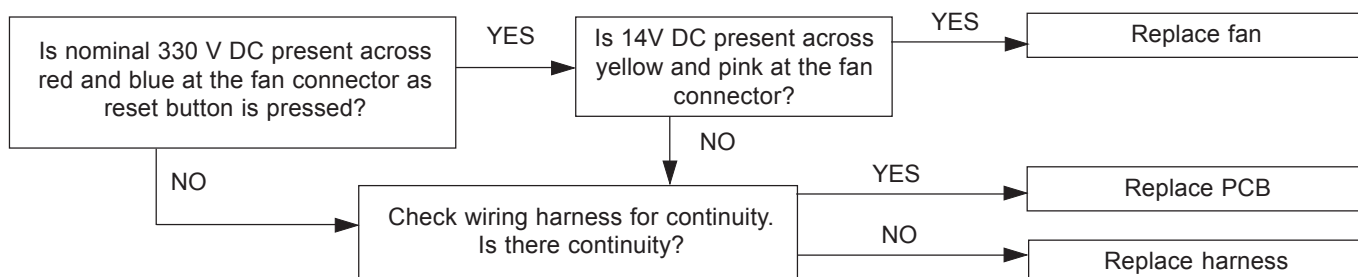 Is nominal 330 V DC present across
red and blue at the fan connector as
reset button is pressed?
YES
Is 14V DC present across
yellow and pink at the fan
connector?
YES
Replace fan
NO
NO
Check wiring harness for continuity.
Is there continuity?
YES
Replace PCB
NO
Replace harness